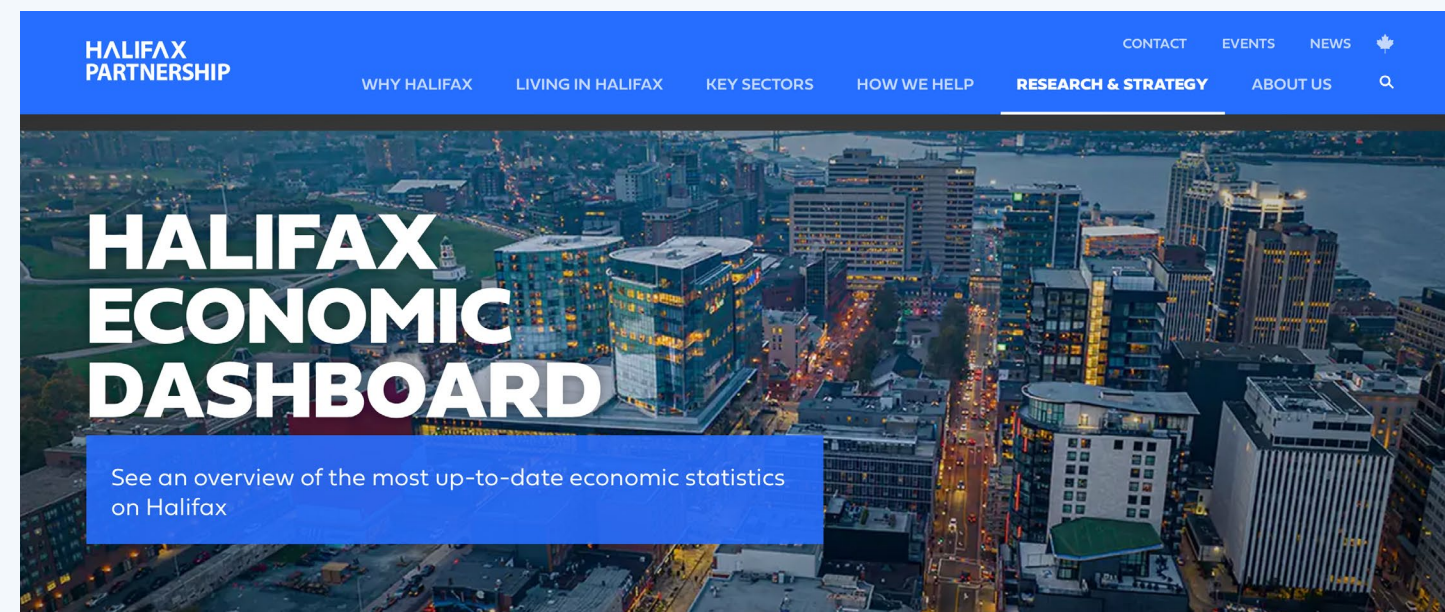 HALIFAX
PARTNERSHIP
CONTACT EVENTS NEWS
WHY HALIFAX LIVING IN HALIFAX KEY SECTORS HOW WE HELP RESEARCH & STRATEGY ABOUT US
HALIFAX
ECONOMIC
DASHBOARD
See an overview of the most up-to-date economic statistics
on Halifax